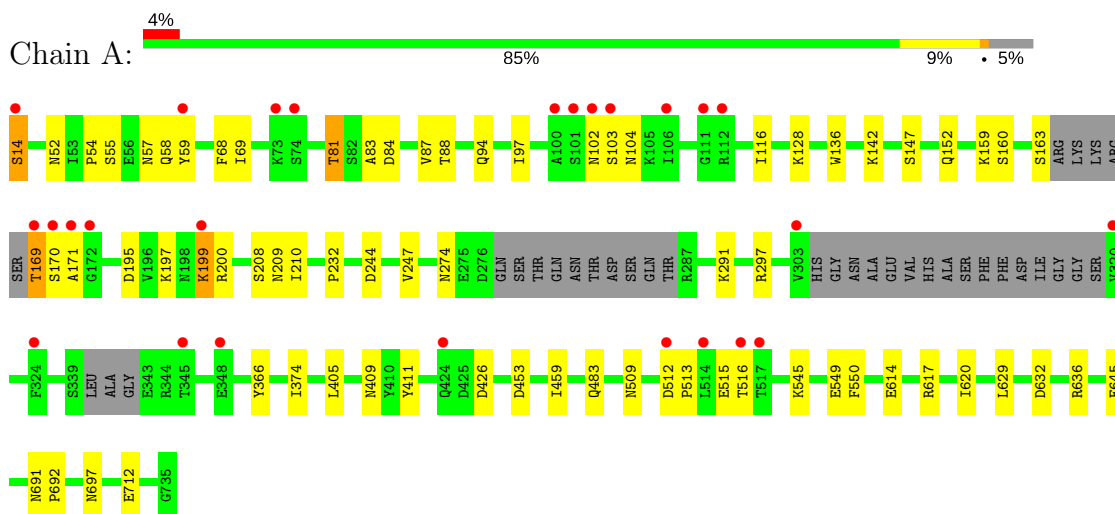 4%
Chain A:
85% 9% • 5%
S14 N52 I53 P54 S55 E56 N57 Q58 Y59 F68 I69 K73 S74 T81 S82 A83 D84 V87 T88 Q94 I97 A100 S101 N102 S103 N104 K105 I106 G111 R112 I116 K128 W136 K142 S147 Q152 K159 S160 S163 ARG LYS LYS ARG
SER T169 S170 A171 G172 D195 V196 K197 N198 K199 R200 S208 N209 I210 P232 D244 V247 N274 E275 D276 GLN SER THR GLN ASN THR ASP SER GLN THR R287 K291 R297 V303 HIS GLY ASN ALA GLU VAL HIS ALA SER PHE PHE ASP ILE GLY GLY SER V320
F324 S339 LEU ALA GLY E343 R344 T345 E348 Y366 I374 L405 N409 Y410 Y411 Q424 D425 D426 D453 I459 Q483 N509 D512 P513 L514 E515 T516 T517 K545 E549 F550 E614 R617 I620 L629 D632 R636
N691 P692 N697 E712 G735